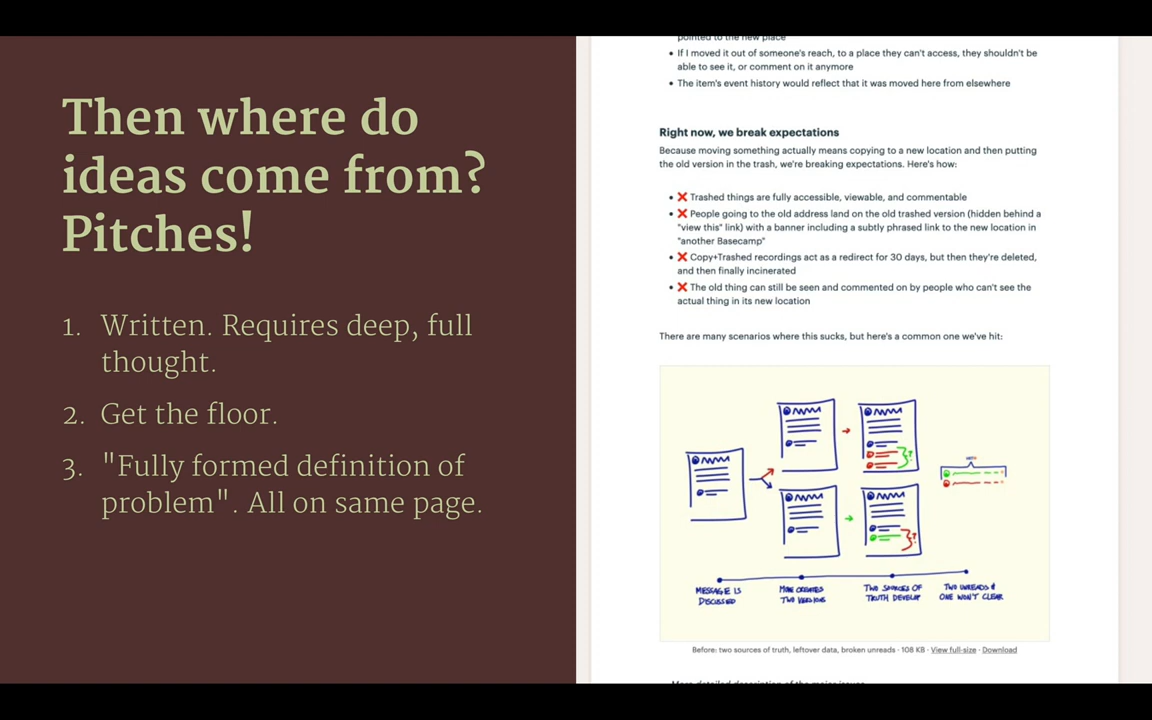 Then where do
ideas come from?
Pitches!
1. Written. Requires deep, full
thought.
2. Get the floor.
3. "Fully formed definition of
problem". All on same page.
pointed to the new place
• If I moved it out of someone's reach, to a place they can't access, they shouldn't be
able to see it, or comment on it anymore
• The item's event history would reflect that it was moved here from elsewhere
Right now, we break expectations
Because moving something actually means copying to a new location and then putting
the old version in the trash, we're breaking expectations. Here's how:
• ❌ Trashed things are fully accessible, viewable, and commentable
• ❌ People going to the old address land on the old trashed version (hidden behind a
"view this" link) with a banner including a subtly phrased link to the new location in
"another Basecamp"
• ❌ Copy+Trashed recordings act as a redirect for 30 days, but then they're deleted,
and then finally incinerated
• ❌ The old thing can still be seen and commented on by people who can't see the
actual thing in its new location
There are many scenarios where this sucks, but here's a common one we've hit:
MESSAGE IS
DISCUSSED
MOVE CREATES
TWO VERSIONS
TWO SOURCES OF
TRUTH DEVELOP
TWO UNREADS &
ONE WON'T CLEAR
Before: two sources of truth, leftover data, broken unreads · 108 KB · View full-size · Download
More detailed description of the major issues